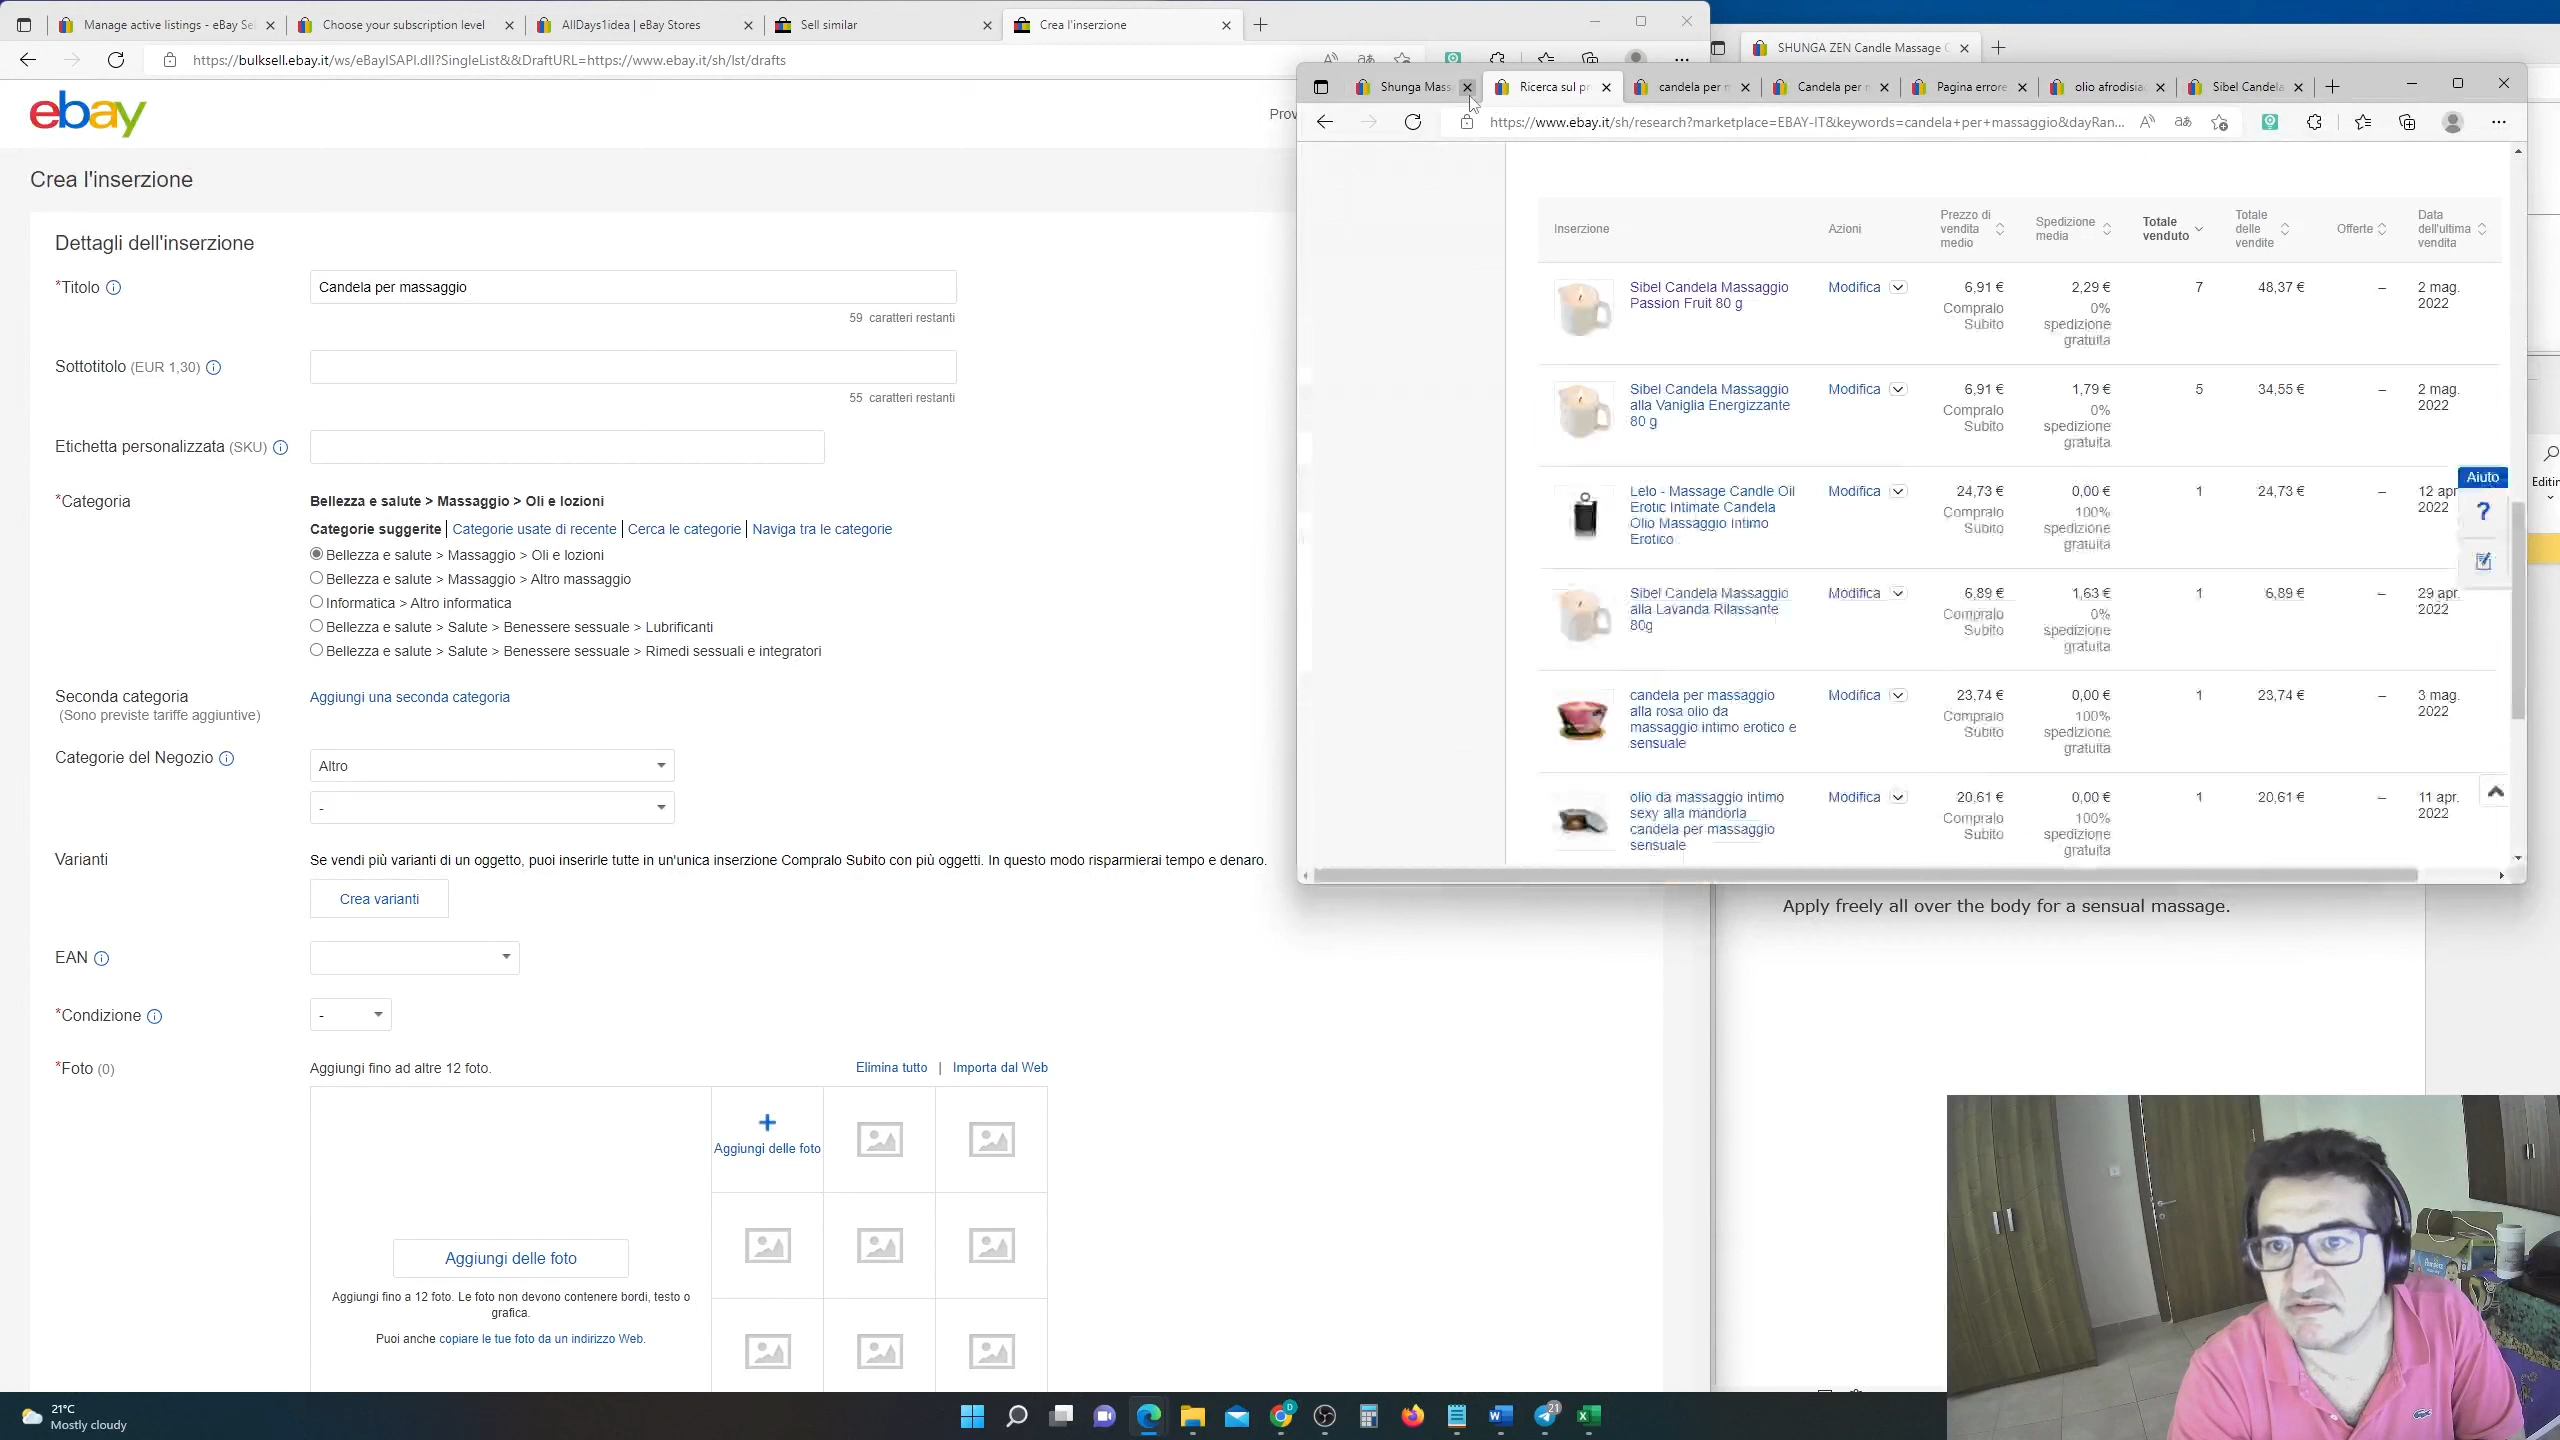 Manage active listings - eBay Se
Choose your subscription level
AllDays1idea | eBay Stores
Sell similar
Crea l'inserzione
https://bulksell.ebay.it/ws/eBayISAPI.dll?SingleList&&DraftURL=https://www.ebay.it/sh/lst/drafts
ebay
Crea l'inserzione
Dettagli dell'inserzione
*Titolo
Candela per massaggio
59 caratteri restanti
Sottotitolo (EUR 1,30)
55 caratteri restanti
Etichetta personalizzata (SKU)
*Categoria
Bellezza e salute > Massaggio > Oli e lozioni
Categorie suggerite | Categorie usate di recente | Cerca le categorie | Naviga tra le categorie
Bellezza e salute > Massaggio > Oli e lozioni
Bellezza e salute > Massaggio > Altro massaggio
Informatica > Altro informatica
Bellezza e salute > Salute > Benessere sessuale > Lubrificanti
Bellezza e salute > Salute > Benessere sessuale > Rimedi sessuali e integratori
Seconda categoria
(Sono previste tariffe aggiuntive)
Aggiungi una seconda categoria
Categorie del Negozio
Altro
-
Varianti
Se vendi più varianti di un oggetto, puoi inserirle tutte in un'unica inserzione Compralo Subito con più oggetti. In questo modo risparmierai tempo e denaro.
Crea varianti
EAN
*Condizione
-
*Foto (0)
Aggiungi fino ad altre 12 foto.
Elimina tutto | Importa dal Web
Aggiungi delle foto
Aggiungi delle foto
Aggiungi fino a 12 foto. Le foto non devono contenere bordi, testo o
grafica.
Puoi anche copiare le tue foto da un indirizzo Web.
21°C
Mostly cloudy
21
SHUNGA ZEN Candle Massage
Shunga Mass
Ricerca sul pr
candela per m
Candela per
Pagina errore
olio afrodisia
Sibel Candela
https://www.ebay.it/sh/research?marketplace=EBAY-IT&keywords=candela+per+massaggio&dayRan...
Inserzione
Azioni
Prezzo di
vendita
medio
Spedizione
media
Totale
venduto
Totale
delle
vendite
Offerte
Data
dell'ultima
vendita
Sibel Candela Massaggio
Passion Fruit 80 g
Modifica
6,91 €
Compralo
Subito
2,29 €
0%
spedizione
gratuita
7
48,37 €
–
2 mag.
2022
Sibel Candela Massaggio
alla Vaniglia Energizzante
80 g
Modifica
6,91 €
Compralo
Subito
1,79 €
0%
spedizione
gratuita
5
34,55 €
–
2 mag.
2022
Lelo - Massage Candle Oil
Erotic Intimate Candela
Olio Massaggio Intimo
Erotico
Modifica
24,73 €
Compralo
Subito
0,00 €
100%
spedizione
gratuita
1
24,73 €
–
12 apr
2022
Sibel Candela Massaggio
alla Lavanda Rilassante
80g
Modifica
6,89 €
Compralo
Subito
1,63 €
0%
spedizione
gratuita
1
6,89 €
–
29 apr.
2022
candela per massaggio
alla rosa olio da
massaggio intimo erotico e
sensuale
Modifica
23,74 €
Compralo
Subito
0,00 €
100%
spedizione
gratuita
1
23,74 €
–
3 mag.
2022
olio da massaggio intimo
sexy alla mandorla
candela per massaggio
sensuale
Modifica
20,61 €
Compralo
Subito
0,00 €
100%
spedizione
gratuita
1
20,61 €
–
11 apr.
2022
Aiuto
?
Editin
Apply freely all over the body for a sensual massage.